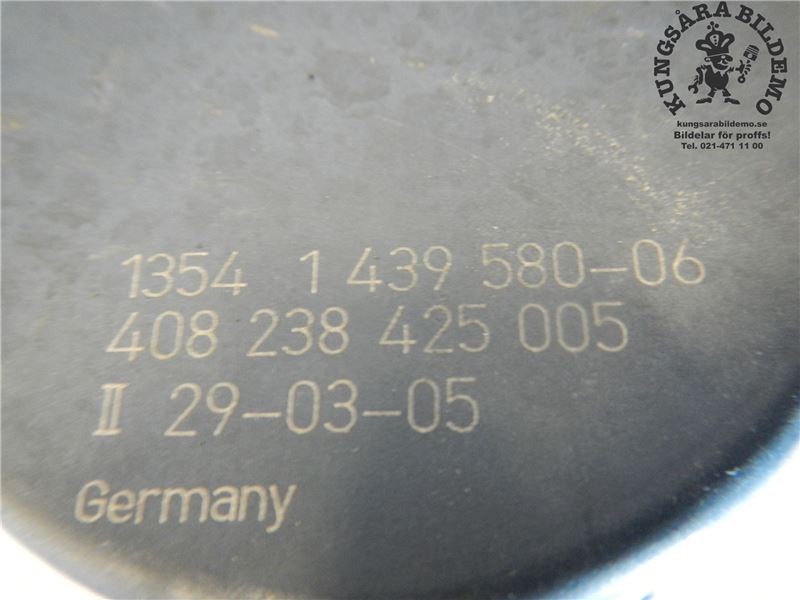 KUNGSÅRA BILDEMO
kungsarabildemo.se
Bildelar för proffs!
Tel. 021-471 11 00
1354 1 439 580-06
408 238 425 005
II 29-03-05
Germany